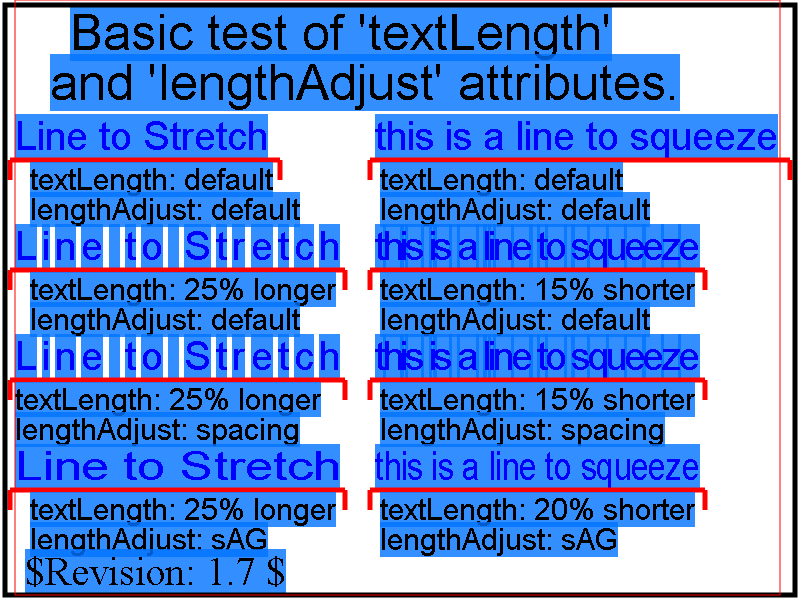 Basic test of 'textLength'
and 'lengthAdjust' attributes.
Line to Stretch
textLength: default
lengthAdjust: default
this is a line to squeeze
textLength: default
lengthAdjust: default
Line to Stretch
textLength: 25% longer
lengthAdjust: default
this is a line to squeeze
textLength: 15% shorter
lengthAdjust: default
Line to Stretch
textLength: 25% longer
lengthAdjust: spacing
this is a line to squeeze
textLength: 15% shorter
lengthAdjust: spacing
Line to Stretch
textLength: 25% longer
lengthAdjust: sAG
this is a line to squeeze
textLength: 20% shorter
lengthAdjust: sAG
$Revision: 1.7 $